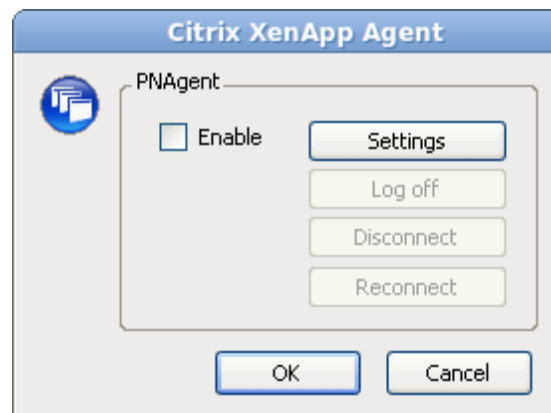 Citrix XenApp Agent
PNAgent
Enable
Settings
Log off
Disconnect
Reconnect
OK
Cancel